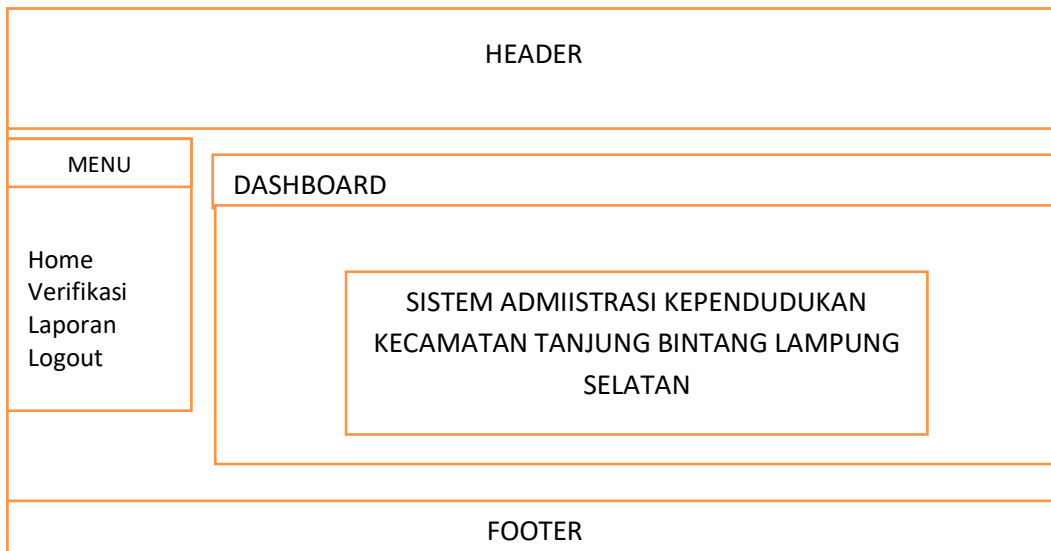 HEADER
MENU
DASHBOARD
Home
Verifikasi
Laporan
Logout
SISTEM ADMIISTRASI KEPENDUDUKAN
KECAMATAN TANJUNG BINTANG LAMPUNG
SELATAN
FOOTER